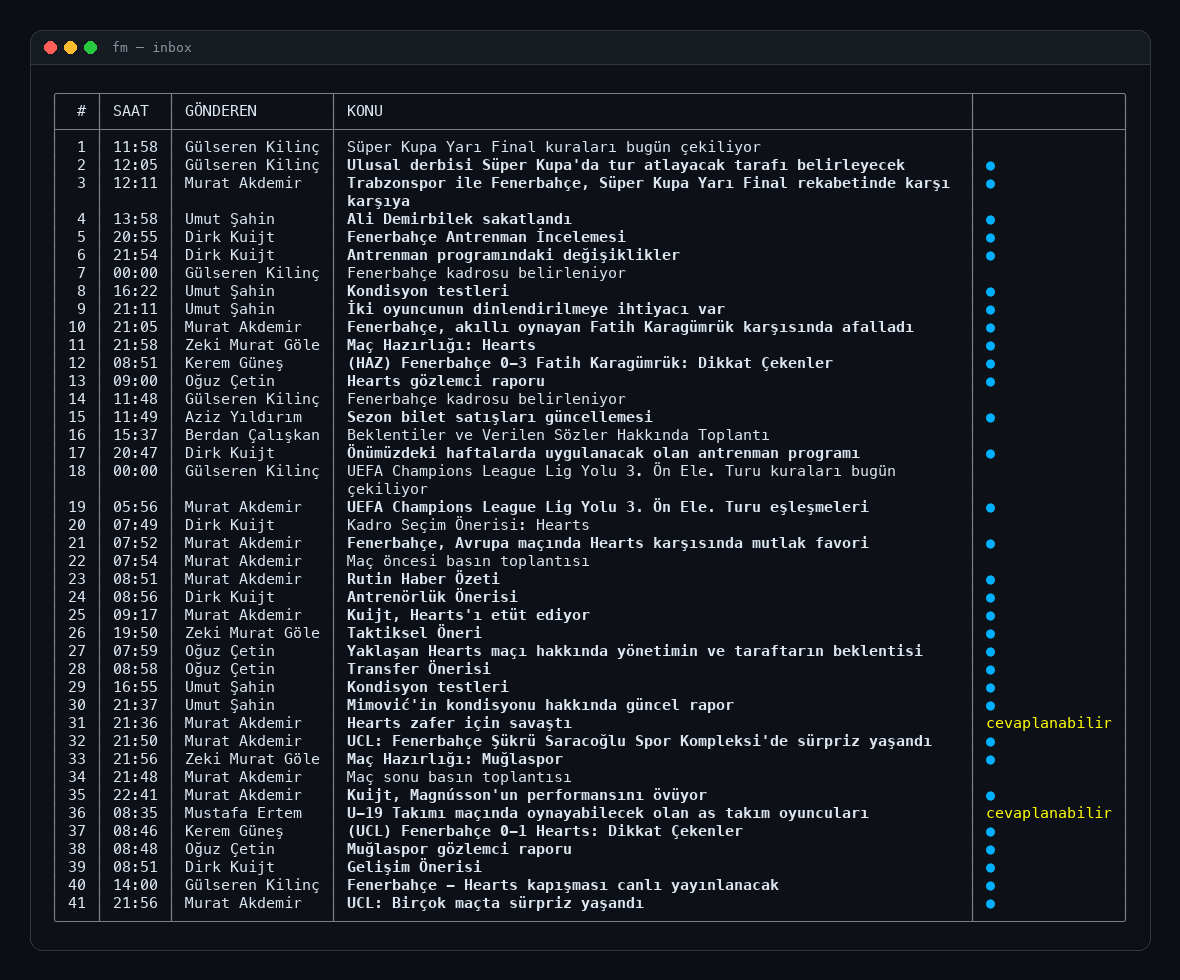 fm — inbox
# SAAT GÖNDEREN KONU
1 11:58 Gülseren Kilinç Süper Kupa Yarı Final kuraları bugün çekiliyor
2 12:05 Gülseren Kilinç Ulusal derbisi Süper Kupa'da tur atlayacak tarafı belirleyecek ●
3 12:11 Murat Akdemir Trabzonspor ile Fenerbahçe, Süper Kupa Yarı Final rekabetinde karşı ●
karşıya
4 13:58 Umut Şahin Ali Demirbilek sakatlandı ●
5 20:55 Dirk Kuijt Fenerbahçe Antrenman İncelemesi ●
6 21:54 Dirk Kuijt Antrenman programındaki değişiklikler ●
7 00:00 Gülseren Kilinç Fenerbahçe kadrosu belirleniyor
8 16:22 Umut Şahin Kondisyon testleri ●
9 21:11 Umut Şahin İki oyuncunun dinlendirilmeye ihtiyacı var ●
10 21:05 Murat Akdemir Fenerbahçe, akıllı oynayan Fatih Karagümrük karşısında afalladı ●
11 21:58 Zeki Murat Göle Maç Hazırlığı: Hearts ●
12 08:51 Kerem Güneş (HAZ) Fenerbahçe 0–3 Fatih Karagümrük: Dikkat Çekenler ●
13 09:00 Oğuz Çetin Hearts gözlemci raporu ●
14 11:48 Gülseren Kilinç Fenerbahçe kadrosu belirleniyor
15 11:49 Aziz Yıldırım Sezon bilet satışları güncellemesi ●
16 15:37 Berdan Çalışkan Beklentiler ve Verilen Sözler Hakkında Toplantı
17 20:47 Dirk Kuijt Önümüzdeki haftalarda uygulanacak olan antrenman programı ●
18 00:00 Gülseren Kilinç UEFA Champions League Lig Yolu 3. Ön Ele. Turu kuraları bugün
çekiliyor
19 05:56 Murat Akdemir UEFA Champions League Lig Yolu 3. Ön Ele. Turu eşleşmeleri ●
20 07:49 Dirk Kuijt Kadro Seçim Önerisi: Hearts
21 07:52 Murat Akdemir Fenerbahçe, Avrupa maçında Hearts karşısında mutlak favori ●
22 07:54 Murat Akdemir Maç öncesi basın toplantısı
23 08:51 Murat Akdemir Rutin Haber Özeti ●
24 08:56 Dirk Kuijt Antrenörlük Önerisi ●
25 09:17 Murat Akdemir Kuijt, Hearts'ı etüt ediyor ●
26 19:50 Zeki Murat Göle Taktiksel Öneri ●
27 07:59 Oğuz Çetin Yaklaşan Hearts maçı hakkında yönetimin ve taraftarın beklentisi ●
28 08:58 Oğuz Çetin Transfer Önerisi ●
29 16:55 Umut Şahin Kondisyon testleri ●
30 21:37 Umut Şahin Mimović'in kondisyonu hakkında güncel rapor ●
31 21:36 Murat Akdemir Hearts zafer için savaştı cevaplanabilir
32 21:50 Murat Akdemir UCL: Fenerbahçe Şükrü Saracoğlu Spor Kompleksi'de sürpriz yaşandı ●
33 21:56 Zeki Murat Göle Maç Hazırlığı: Muğlaspor ●
34 21:48 Murat Akdemir Maç sonu basın toplantısı
35 22:41 Murat Akdemir Kuijt, Magnússon'un performansını övüyor ●
36 08:35 Mustafa Ertem U–19 Takımı maçında oynayabilecek olan as takım oyuncuları cevaplanabilir
37 08:46 Kerem Güneş (UCL) Fenerbahçe 0–1 Hearts: Dikkat Çekenler ●
38 08:48 Oğuz Çetin Muğlaspor gözlemci raporu ●
39 08:51 Dirk Kuijt Gelişim Önerisi ●
40 14:00 Gülseren Kilinç Fenerbahçe – Hearts kapışması canlı yayınlanacak ●
41 21:56 Murat Akdemir UCL: Birçok maçta sürpriz yaşandı ●